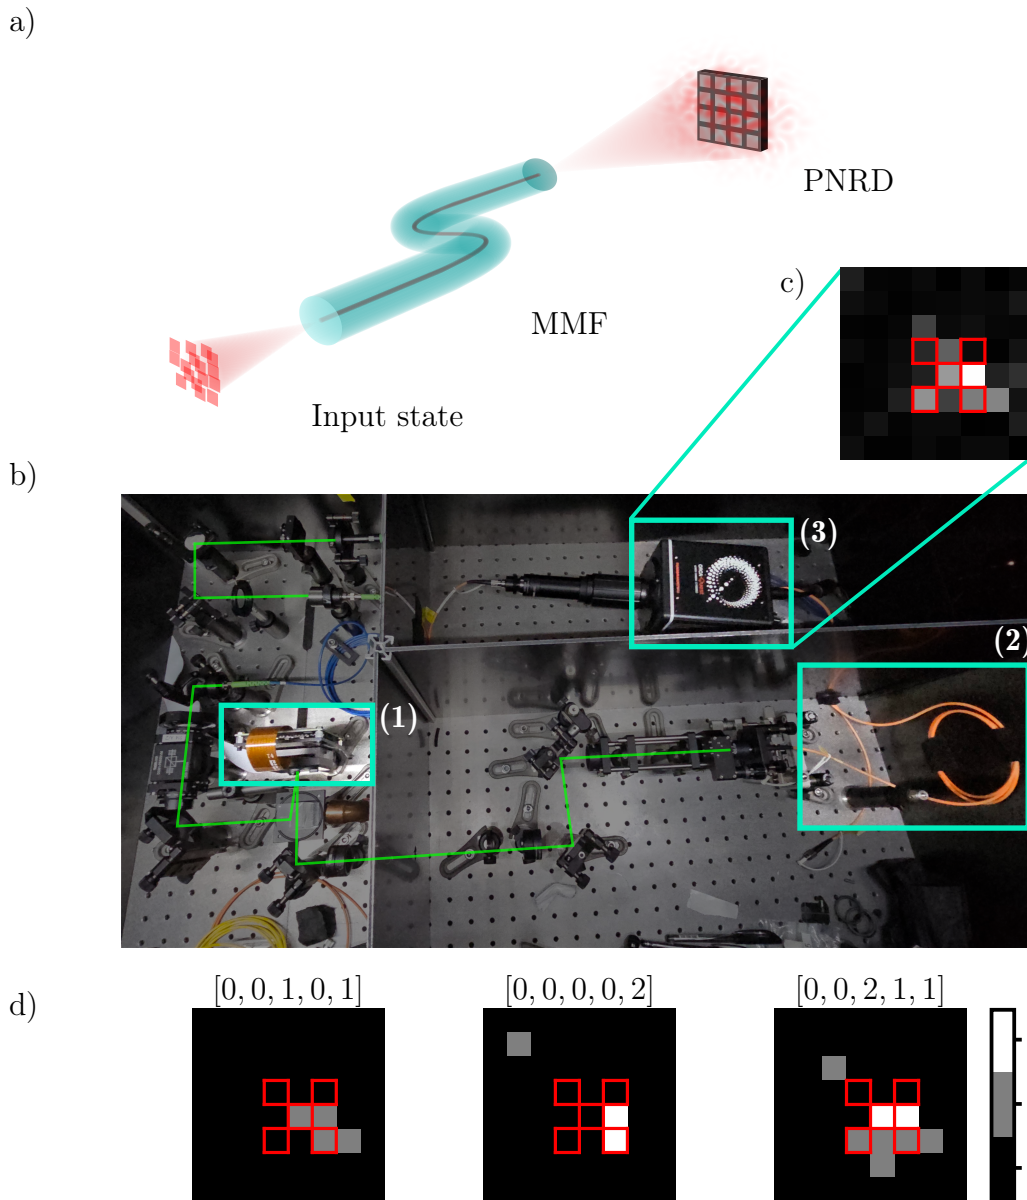 a)
PNRD
MMF
Input state
c)
b)
(3)
(2)
(1)
d)
[0, 0, 1, 0, 1]
[0, 0, 0, 0, 2]
[0, 0, 2, 1, 1]